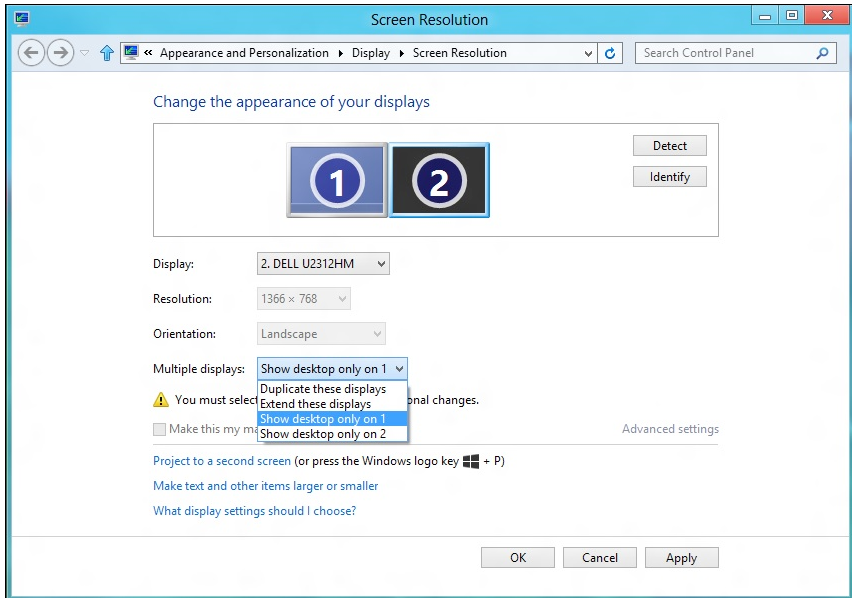 Screen Resolution
« Appearance and Personalization Display Screen Resolution
Search Control Panel
Change the appearance of your displays
1 2
Detect
Identify
Display: 2. DELL U2312HM
Resolution: 1366 × 768
Orientation: Landscape
Multiple displays: Show desktop only on 1
Duplicate these displays
You must select onal changes.
Extend these displays
Show desktop only on 1
Make this my ma
Show desktop only on 2
Advanced settings
Project to a second screen (or press the Windows logo key + P)
Make text and other items larger or smaller
What display settings should I choose?
OK Cancel Apply